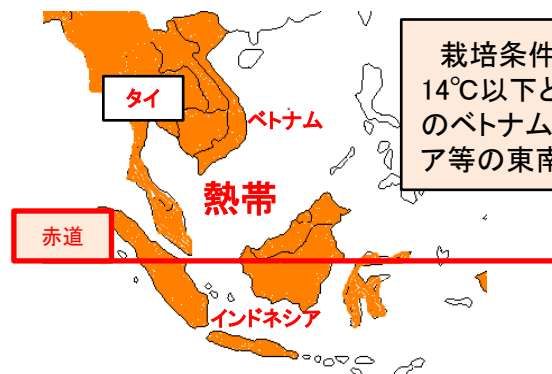 栽培条件
14℃以下と
のベトナム
ア等の東南
タイ
ベトナム
熱帯
赤道
インドネシア